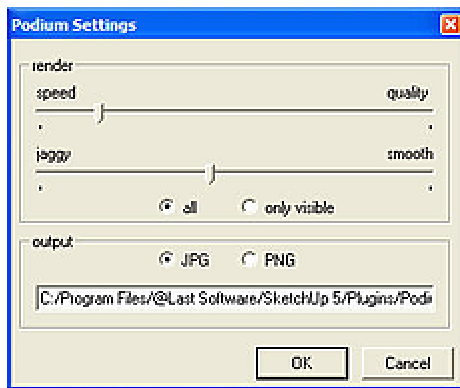 Podium Settings
render
speed quality
jaggy smooth
all only visible
output
JPG PNG
C:/Program Files/@Last Software/SketchUp 5/Plugins/Podi
OK Cancel